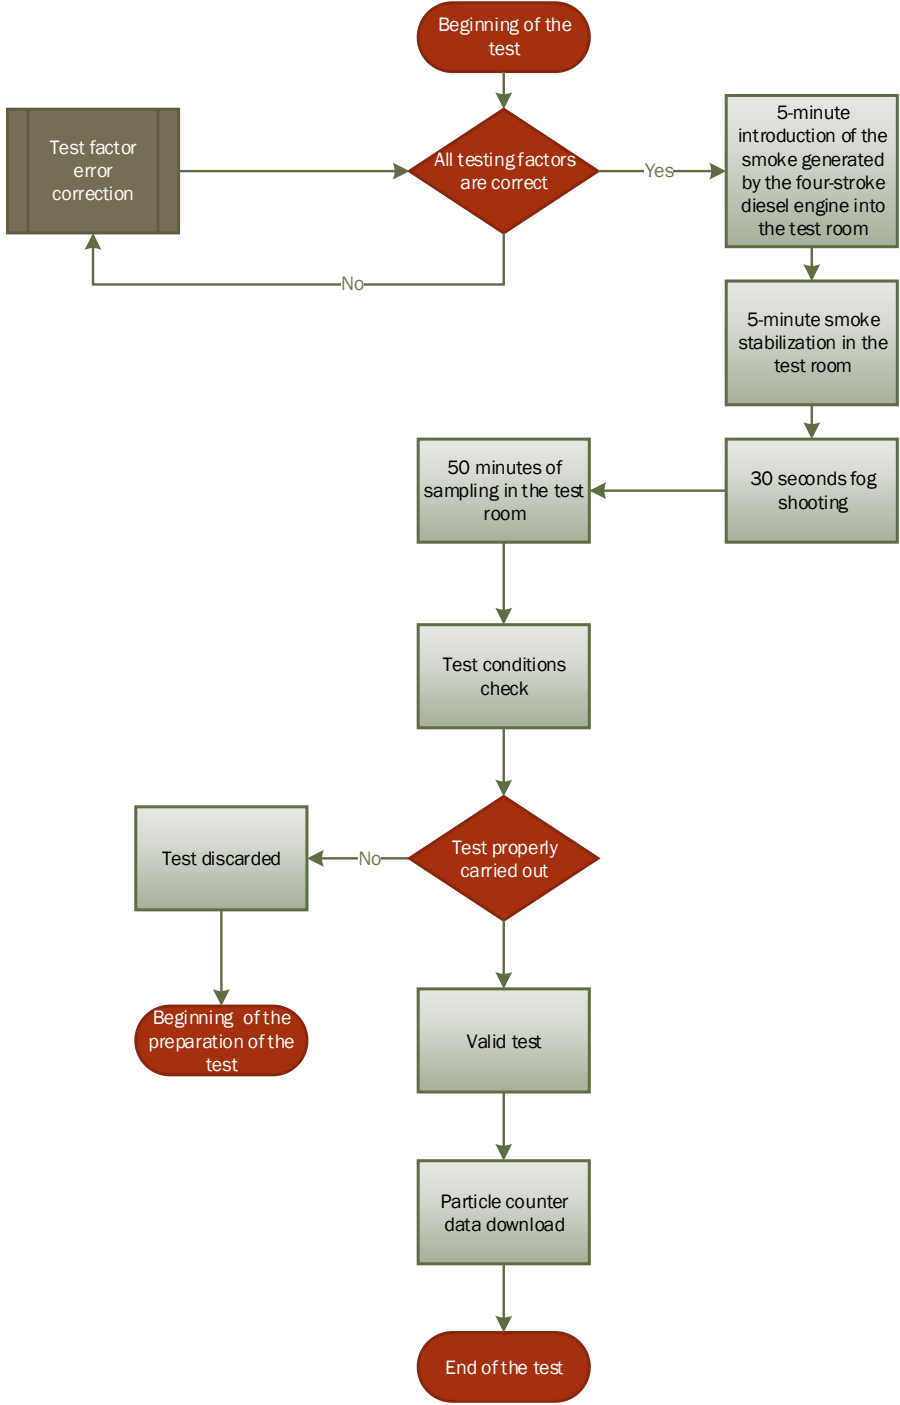 Beginning of the
test
All testing factors
are correct
Yes
No
Test factor
error
correction
5-minute
introduction of the
smoke generated
by the four-stroke
diesel engine into
the test room
5-minute smoke
stabilization in the
test room
30 seconds fog
shooting
50 minutes of
sampling in the test
room
Test conditions
check
Test properly
carried out
No
Test discarded
Beginning of the
preparation of the
test
Valid test
Particle counter
data download
End of the test